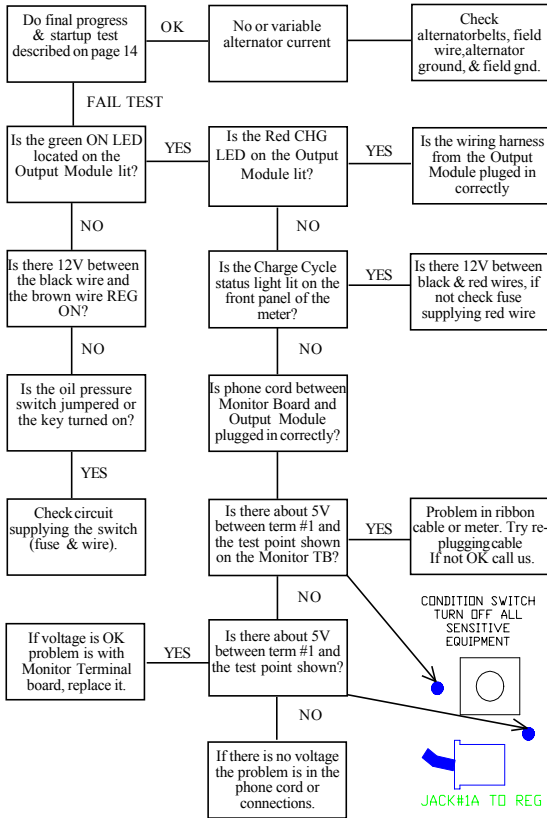 Do final progress
& startup test
described on page 14
OK
No or variable
alternator current
Check
alternatorbelts, field
wire,alternator
ground, & field gnd.
FAIL TEST
Is the green ON LED
located on the
Output Module lit?
YES
Is the Red CHG
LED on the Output
Module lit?
YES
Is the wiring harness
from the Output
Module pluged in
correctly
NO
NO
Is there 12V between
the black wire and
the brown wire REG
ON?
Is the Charge Cycle
status light lit on the
front panel of the
meter?
YES
Is there 12V between
black & red wires, if
not check fuse
supplying red wire
NO
NO
Is the oil pressure
switch jumpered or
the key turned on?
Is phone cord between
Monitor Board and
Output Module
plugged in correctly?
YES
Check circuit
supplying the switch
(fuse & wire).
Is there about 5V
between term #1 and
the test point shown
on the Monitor TB?
YES
Problem in ribbon
cable or meter. Try re-
pluggingcable
If not OK call us.
NO
CONDITION SWITCH
TURN OFF ALL
SENSITIVE
EQUIPMENT
If voltage is OK
problem is with
Monitor Terminal
board, replace it.
YES
Is there about 5V
between term #1 and
the test point shown?
NO
If there is no voltage
the problem is in the
phone cord or
connections.
JACK#1A TO REG